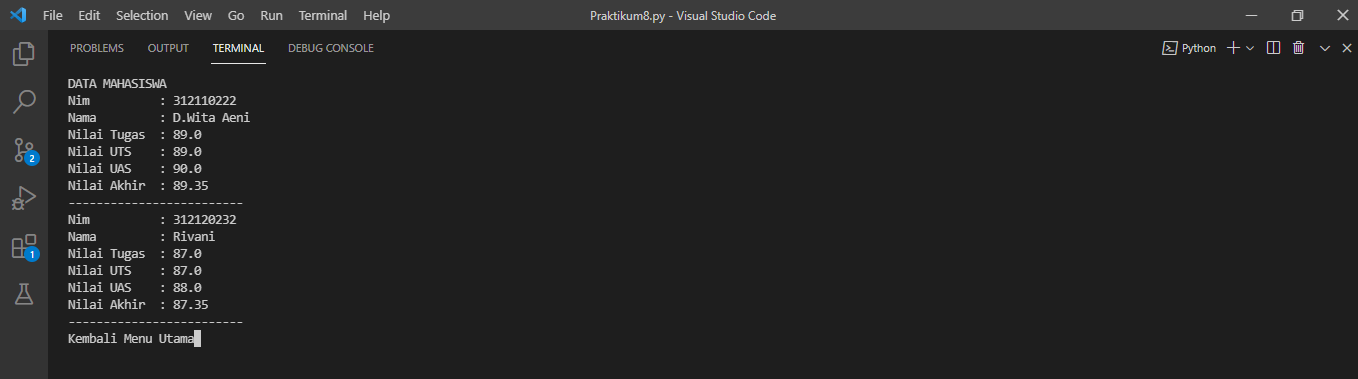 File Edit Selection View Go Run Terminal Help Praktikum8.py - Visual Studio Code
PROBLEMS OUTPUT TERMINAL DEBUG CONSOLE Python
DATA MAHASISWA
Nim : 312110222
Nama : D.Wita Aeni
Nilai Tugas : 89.0
Nilai UTS : 89.0
Nilai UAS : 90.0
Nilai Akhir : 89.35
-------------------------
Nim : 312120232
Nama : Rivani
Nilai Tugas : 87.0
Nilai UTS : 87.0
Nilai UAS : 88.0
Nilai Akhir : 87.35
-------------------------
Kembali Menu Utama
2
1